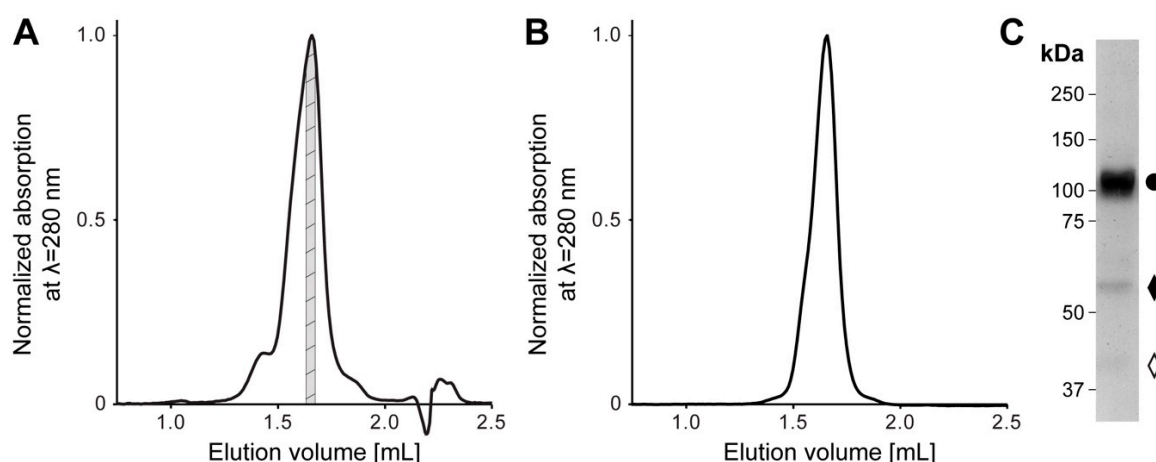 A
Normalized absorption
at λ=280 nm
1.0
0.5
0
1.0
1.5
2.0
2.5
Elution volume [mL]
B
Normalized absorption
at λ=280 nm
1.0
0.5
0
1.0
1.5
2.0
2.5
Elution volume [mL]
C
kDa
250
150
100
75
50
37